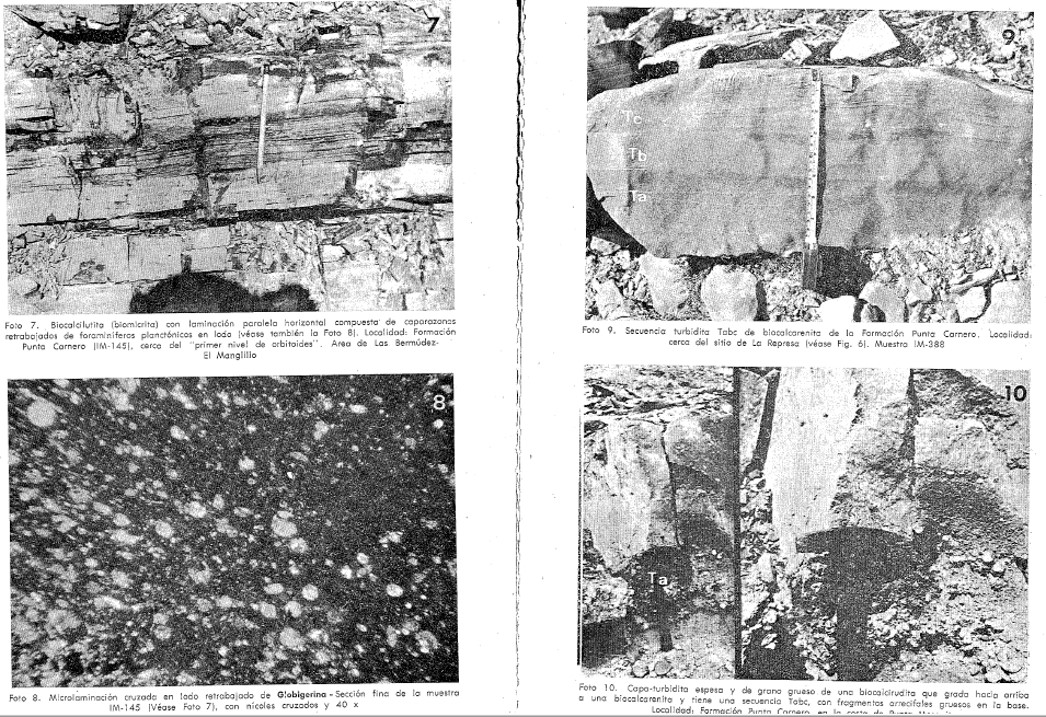 7
Foto 7. Biocalcilutita (biomicrita) con laminación paralela horizontal compuesta de caparazonas
retrabajados de foraminíferos planctónicos en lodo (véase también la Foto 8). Localidad: Formación
Punta Carnero (IM-145), cerca del "primer nivel de orbitoides". Area de Las Bermúdez-
El Manglillo
8
Foto 8. Microlaminación cruzada en lodo retrabajado de Globigerina - Sección fina de la muestra
IM-145 (Véase Foto 7), con nícoles cruzados y 40 x
9
Tc
Tb
Ta
Foto 9. Secuencia turbidita Tabc de biocalcarenita de la Formación Punta Carnero. Localidad:
cerca del sitio de La Represa (véase Fig. 6). Muestra IM-388
10
Ta
Foto 10. Capa-turbidita espesa y de grano grueso de una biocalcirudita que grada hacia arriba
a una biocalcarenita y tiene una secuencia Tabc, con fragmentos arrecifales gruesos en la base.
Localidad: Formación Punta Carnero, en la costa de Punta